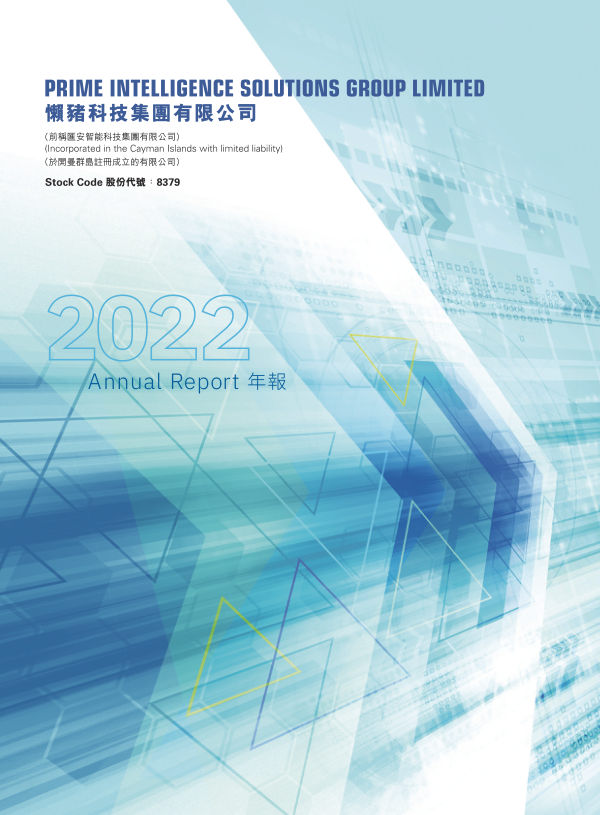 PRIME INTELLIGENCE SOLUTIONS GROUP LIMITED
懶豬科技集團有限公司
(前稱匯安智能科技集團有限公司)
(Incorporated in the Cayman Islands with limited liability)
(於開曼群島註冊成立的有限公司)
Stock Code 股份代號：8379
2022
Annual Report 年報